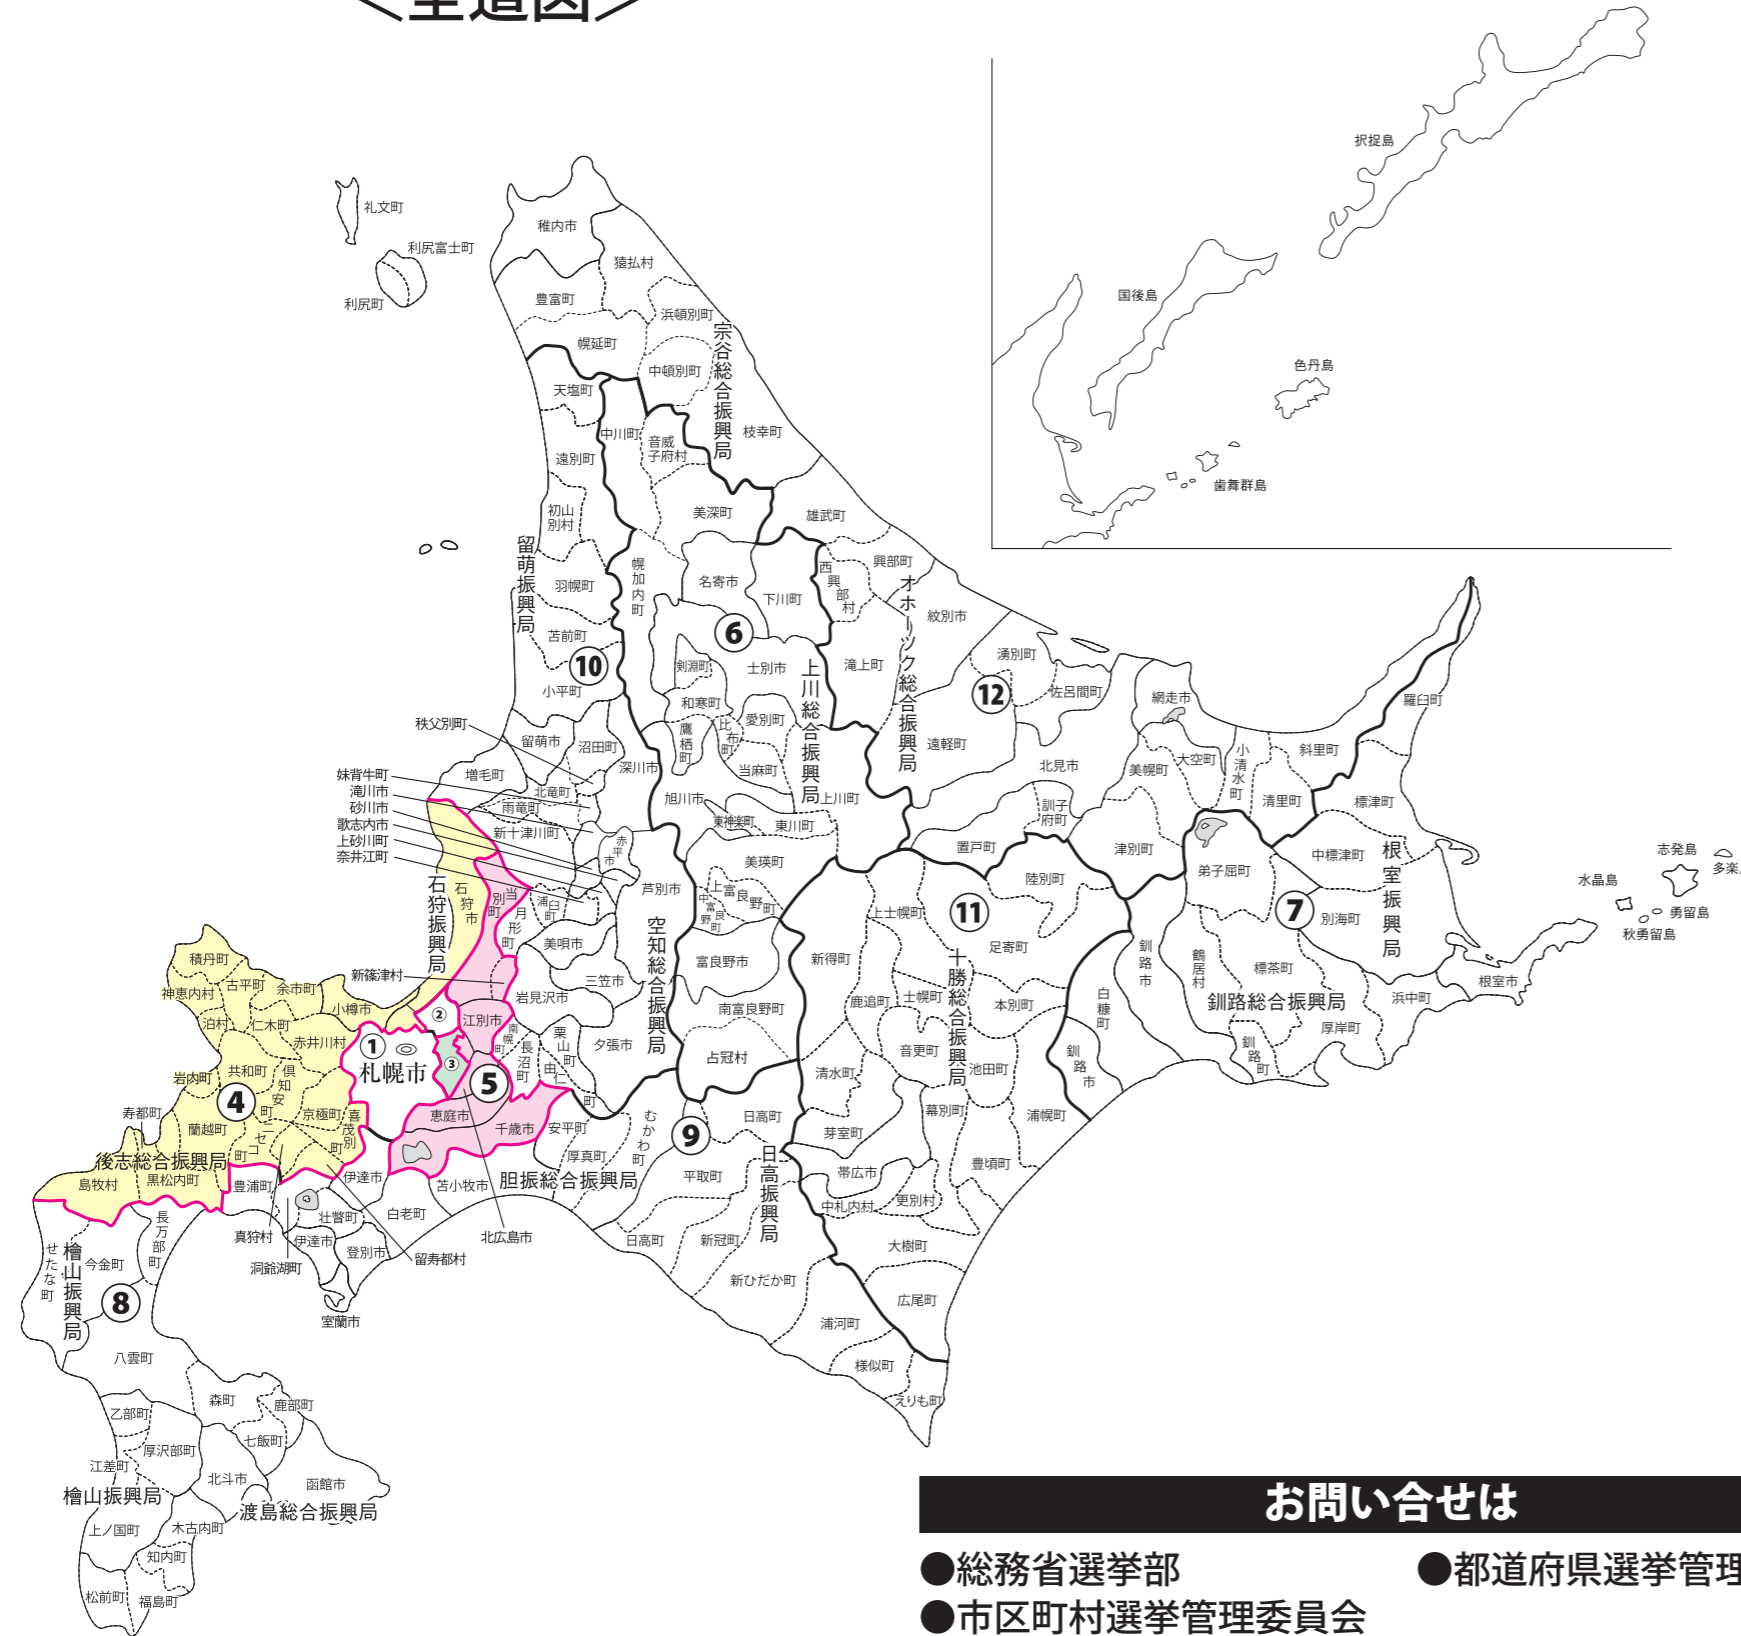 ＜全道図＞
択捉島
国後島
色丹島
歯舞群島
礼文町
利尻富士町
利尻町
稚内市
猿払村
豊富町
浜頓別町
幌延町
中頓別町
宗谷総合振興局
枝幸町
天塩町
中川町
音威子府村
遠別町
美深町
初山別村
雄武町
留萌振興局
幌加内町
名寄市
下川町
西興部村
興部町
オホーツク総合振興局
紋別市
羽幌町
苫前町
⑥
⑩
剣淵町
士別市
上川総合振興局
滝上町
湧別町
⑫
佐呂間町
網走市
羅臼町
小平町
和寒町
秩父別町
留萌市
沼田町
鷹栖町
比布町
愛別町
遠軽町
斜里町
小清水町
大空町
美幌町
北見市
深川市
増毛町
妹背牛町
滝川市
砂川市
歌志内市
上砂川町
奈井江町
北竜町
雨竜町
新十津川町
当麻町
旭川市
上川町
東神楽町
東川町
訓子府町
清里町
標津町
置戸町
津別町
中標津町
根室振興局
赤平市
美瑛町
芦別市
陸別町
弟子屈町
志発島
多楽
水晶島
勇留島
秋勇留島
石狩振興局
石狩市
当別町
月形町
浦臼町
上富良野町
中富良野町
上士幌町
⑪
⑦
別海町
美唄市
空知総合振興局
富良野市
新得町
足寄町
十勝総合振興局
釧路市
鶴居村
標茶町
根室市
積丹町
古平町
余市町
神恵内村
新篠津村
三笠市
岩見沢市
鹿追町
士幌町
本別町
白糠町
釧路総合振興局
浜中町
泊村
仁木町
小樽市
②
江別市
南幌町
栗山町
南富良野町
厚岸町
赤井川村
①
札幌市
③
長沼町
由仁町
夕張市
占冠村
清水町
音更町
池田町
釧路市
釧路町
岩内町
共和町
倶知安町
④
⑤
寿都町
蘭越町
ニセコ町
京極町
喜茂別町
恵庭市
千歳市
安平町
むかわ町
⑨
日高町
芽室町
幕別町
浦幌町
後志総合振興局
島牧村
黒松内町
豊浦町
伊達市
苫小牧市
胆振総合振興局
厚真町
平取町
日高振興局
帯広市
豊頃町
中札内村
更別村
白老町
壮瞥町
長万部町
真狩村
伊達市
登別市
洞爺湖町
留寿都村
北広島市
日高町
新冠町
大樹町
せたな町
檜山振興局
今金町
⑧
新ひだか町
広尾町
室蘭市
浦河町
八雲町
様似町
えりも町
森町
鹿部町
乙部町
厚沢部町
七飯町
江差町
北斗市
函館市
檜山振興局
渡島総合振興局
上ノ国町
木古内町
知内町
松前町
福島町
お問い合せは
●総務省選挙部
●都道府県選挙管理
●市区町村選挙管理委員会